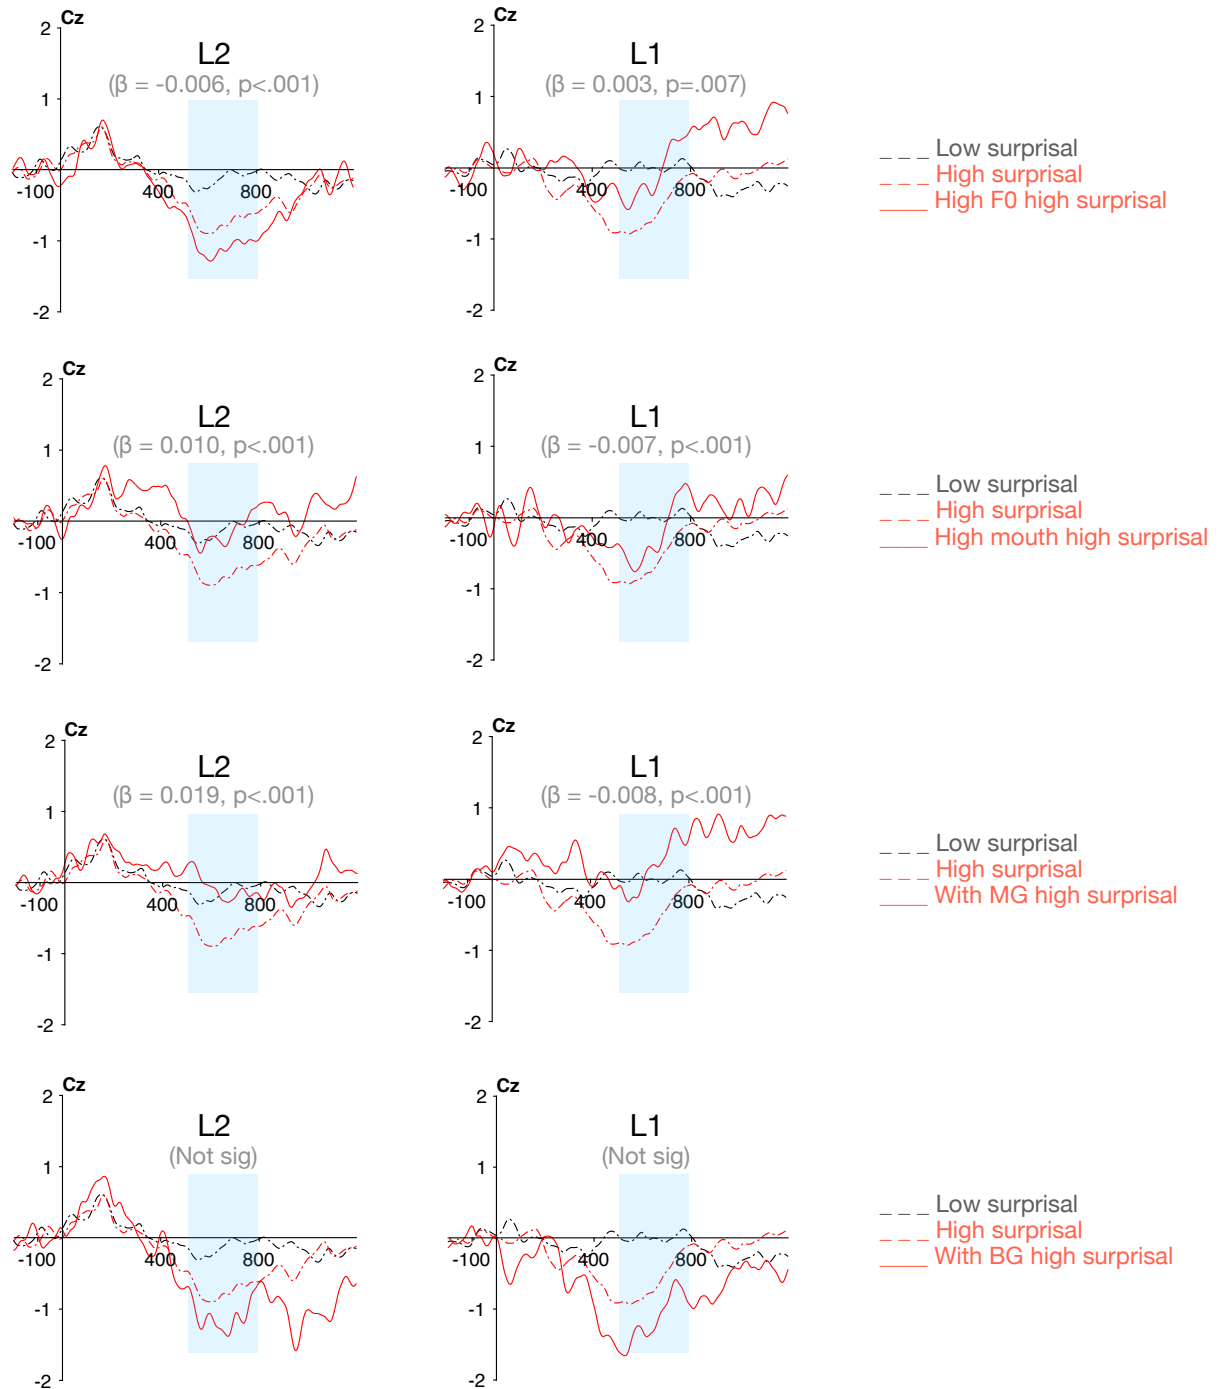 Cz
2
1
-1
-2
-100
400
800
L2
(β = -0.006, p<.001)
Cz
2
1
-1
-2
-100
400
800
L1
(β = 0.003, p=.007)
_ _ _ Low surprisal
_ _ _ High surprisal
____ High F0 high surprisal
Cz
2
1
-1
-2
-100
400
800
L2
(β = 0.010, p<.001)
Cz
2
1
-1
-2
-100
400
800
L1
(β = -0.007, p<.001)
_ _ _ Low surprisal
_ _ _ High surprisal
____ High mouth high surprisal
Cz
2
1
-1
-2
-100
400
800
L2
(β = 0.019, p<.001)
Cz
2
1
-1
-2
-100
400
800
L1
(β = -0.008, p<.001)
_ _ _ Low surprisal
_ _ _ High surprisal
____ With MG high surprisal
Cz
2
1
-1
-2
-100
400
800
L2
(Not sig)
Cz
2
1
-1
-2
-100
400
800
L1
(Not sig)
_ _ _ Low surprisal
_ _ _ High surprisal
____ With BG high surprisal